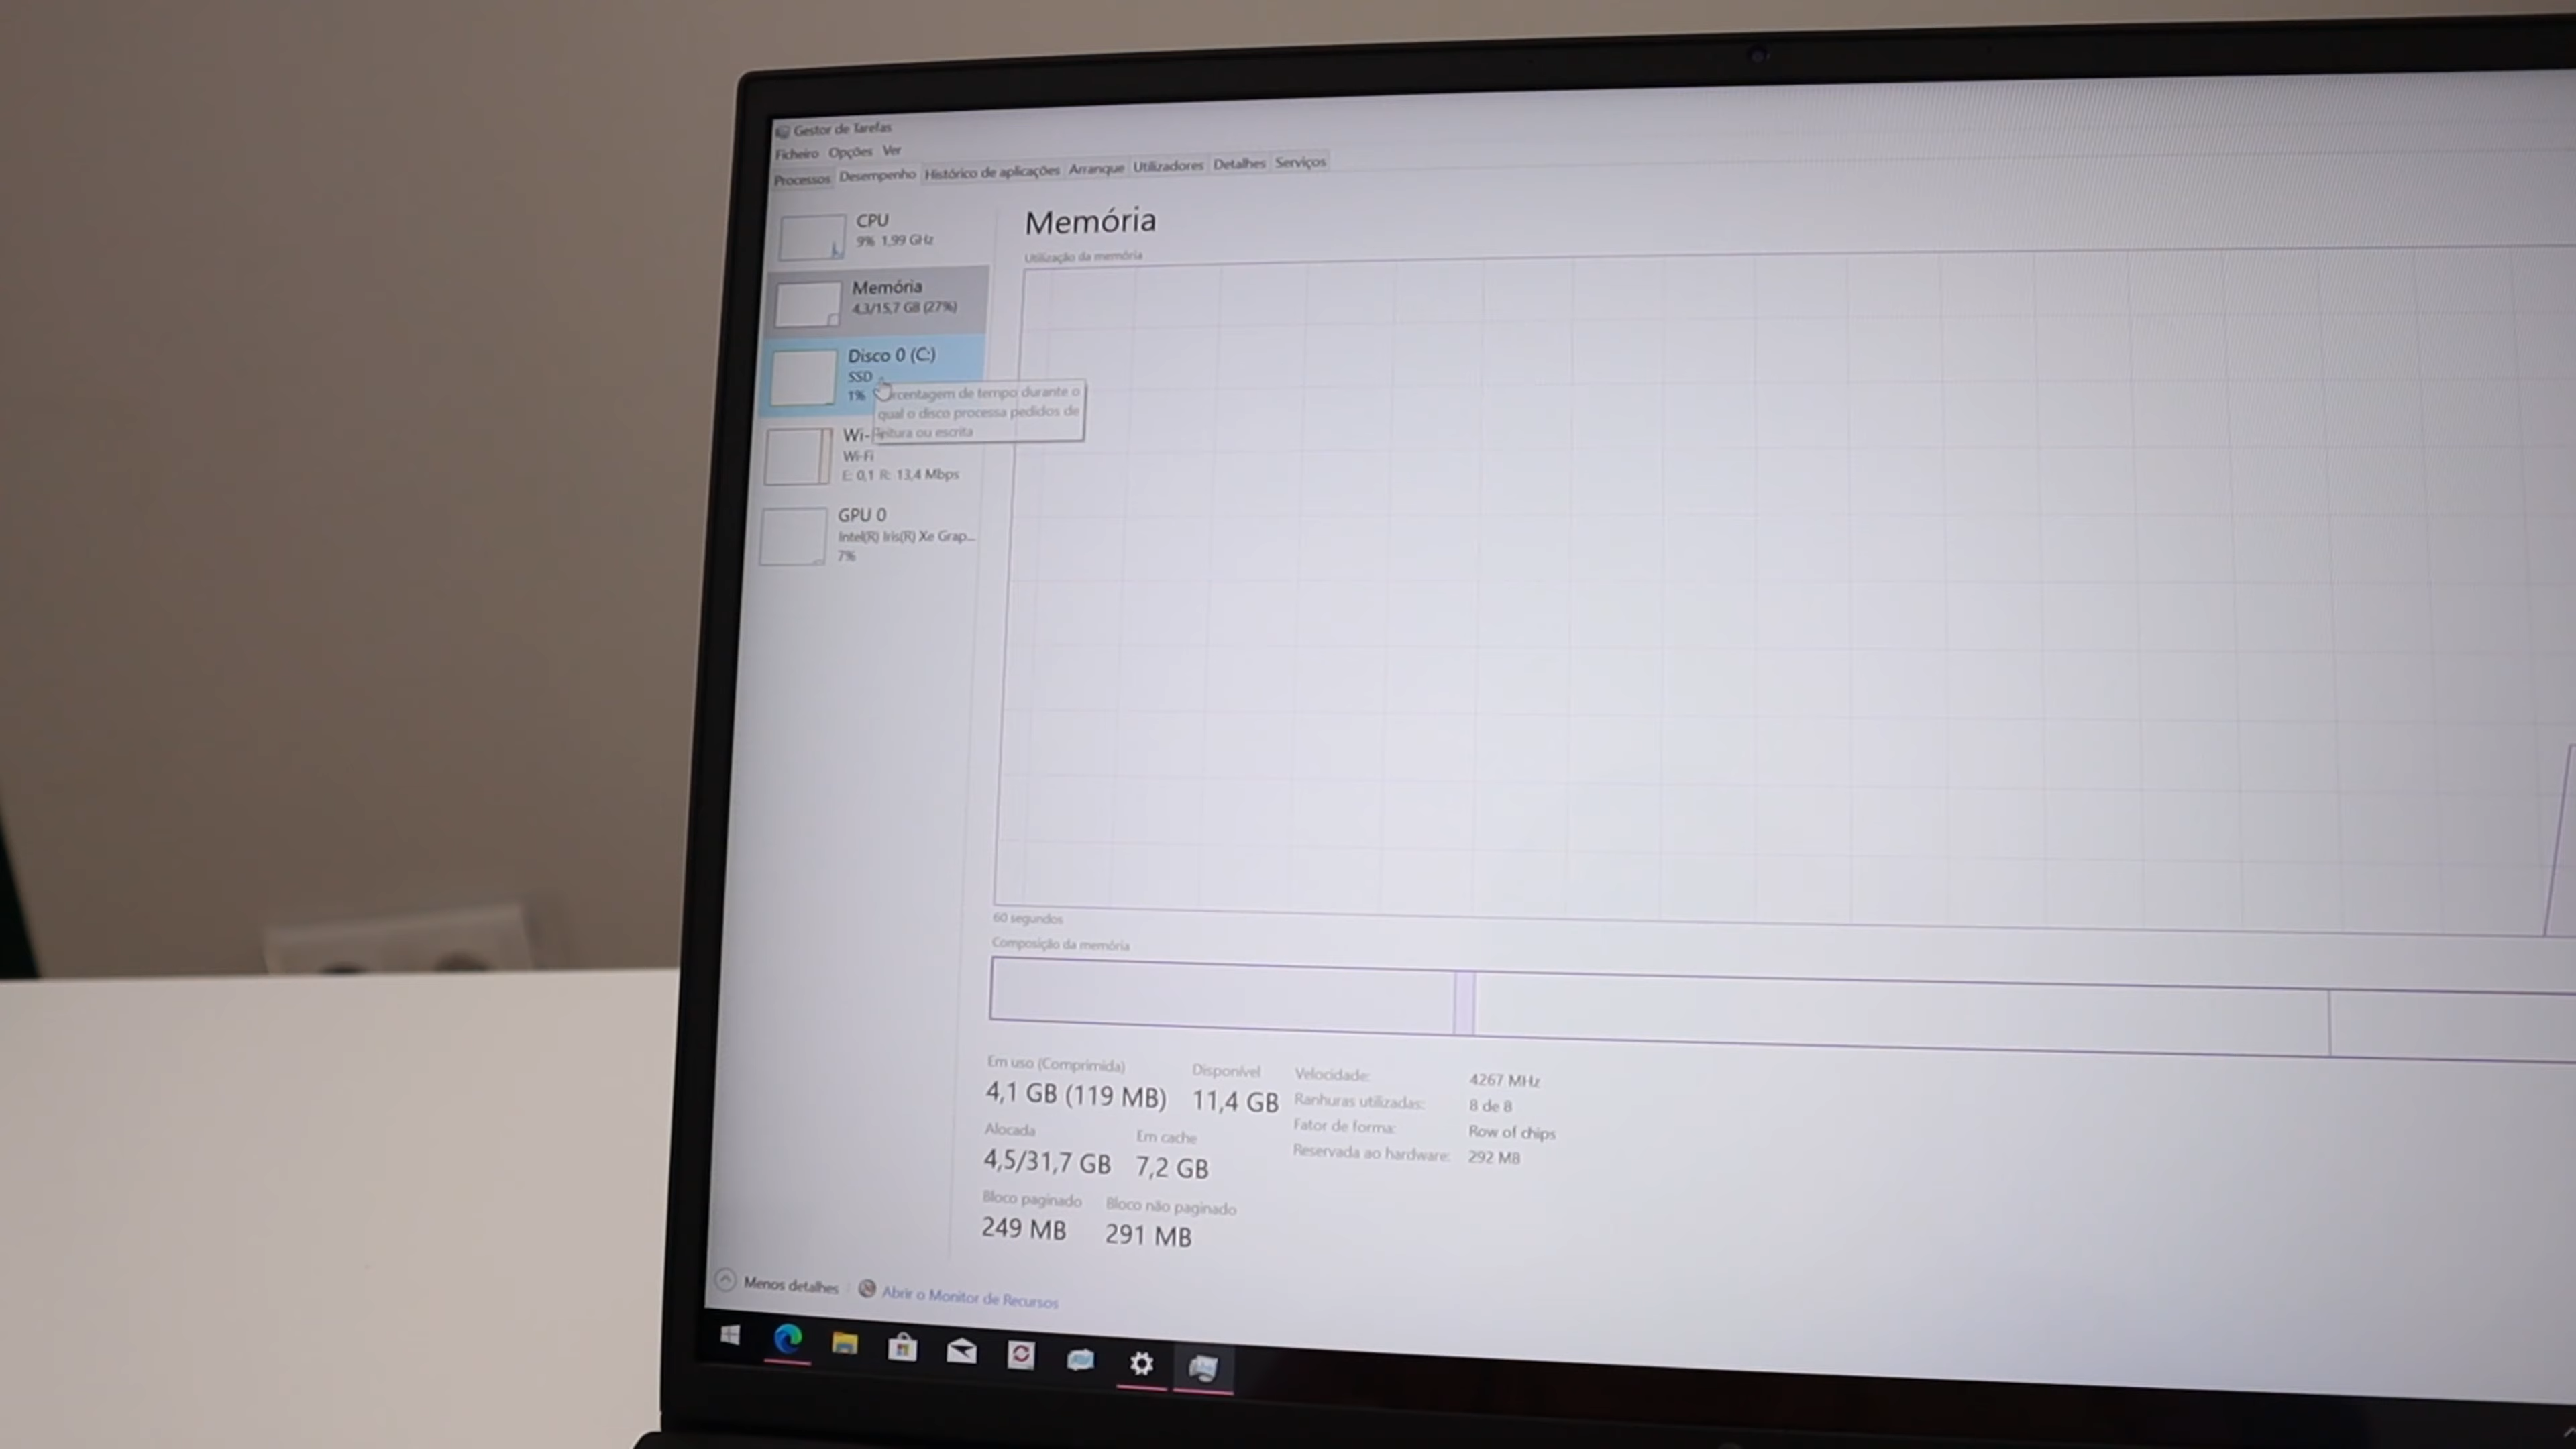 Gestor de Tarefas
Ficheiro Opções Ver
Processos Desempenho Histórico de aplicações Arranque Utilizadores Detalhes Serviços
CPU
9% 1,99 GHz
Memória
4,3/15,7 GB (27%)
Disco 0 (C:)
SSD
1%
rcentagem de tempo durante o
qual o disco processa pedidos de
leitura ou escrita
Wi-
Wi-Fi
E: 0,1 R: 13,4 Mbps
GPU 0
Intel(R) Iris(R) Xe Grap...
7%
Memória
Utilização da memória
60 segundos
Composição da memória
Em uso (Comprimida)
4,1 GB (119 MB)
Disponível
11,4 GB
Alocada
4,5/31,7 GB
Em cache
7,2 GB
Bloco paginado
249 MB
Bloco não paginado
291 MB
Velocidade: 4267 MHz
Ranhuras utilizadas: 8 de 8
Fator de forma: Row of chips
Reservada ao hardware: 292 MB
Menos detalhes
Abrir o Monitor de Recursos